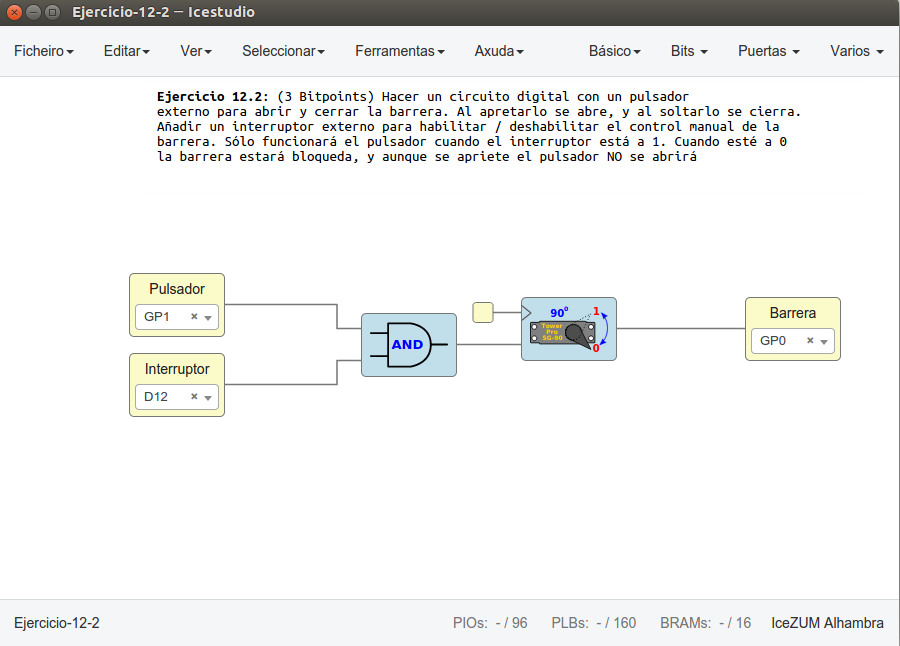 Ejercicio-12-2 — Icestudio
Ficheiro Editar Ver Seleccionar Ferramentas Axuda Básico Bits Puertas Varios
Ejercicio 12.2: (3 Bitpoints) Hacer un circuito digital con un pulsador
externo para abrir y cerrar la barrera. Al apretarlo se abre, y al soltarlo se cierra.
Añadir un interruptor externo para habilitar / deshabilitar el control manual de la
barrera. Sólo funcionará el pulsador cuando el interruptor está a 1. Cuando esté a 0
la barrera estará bloqueda, y aunque se apriete el pulsador NO se abrirá
Pulsador
GP1 ×
Interruptor
D12 ×
AND
90º 1
Tower
Pro
SG-90
0
Barrera
GP0 ×
Ejercicio-12-2 PIOs: - / 96 PLBs: - / 160 BRAMs: - / 16 IceZUM Alhambra